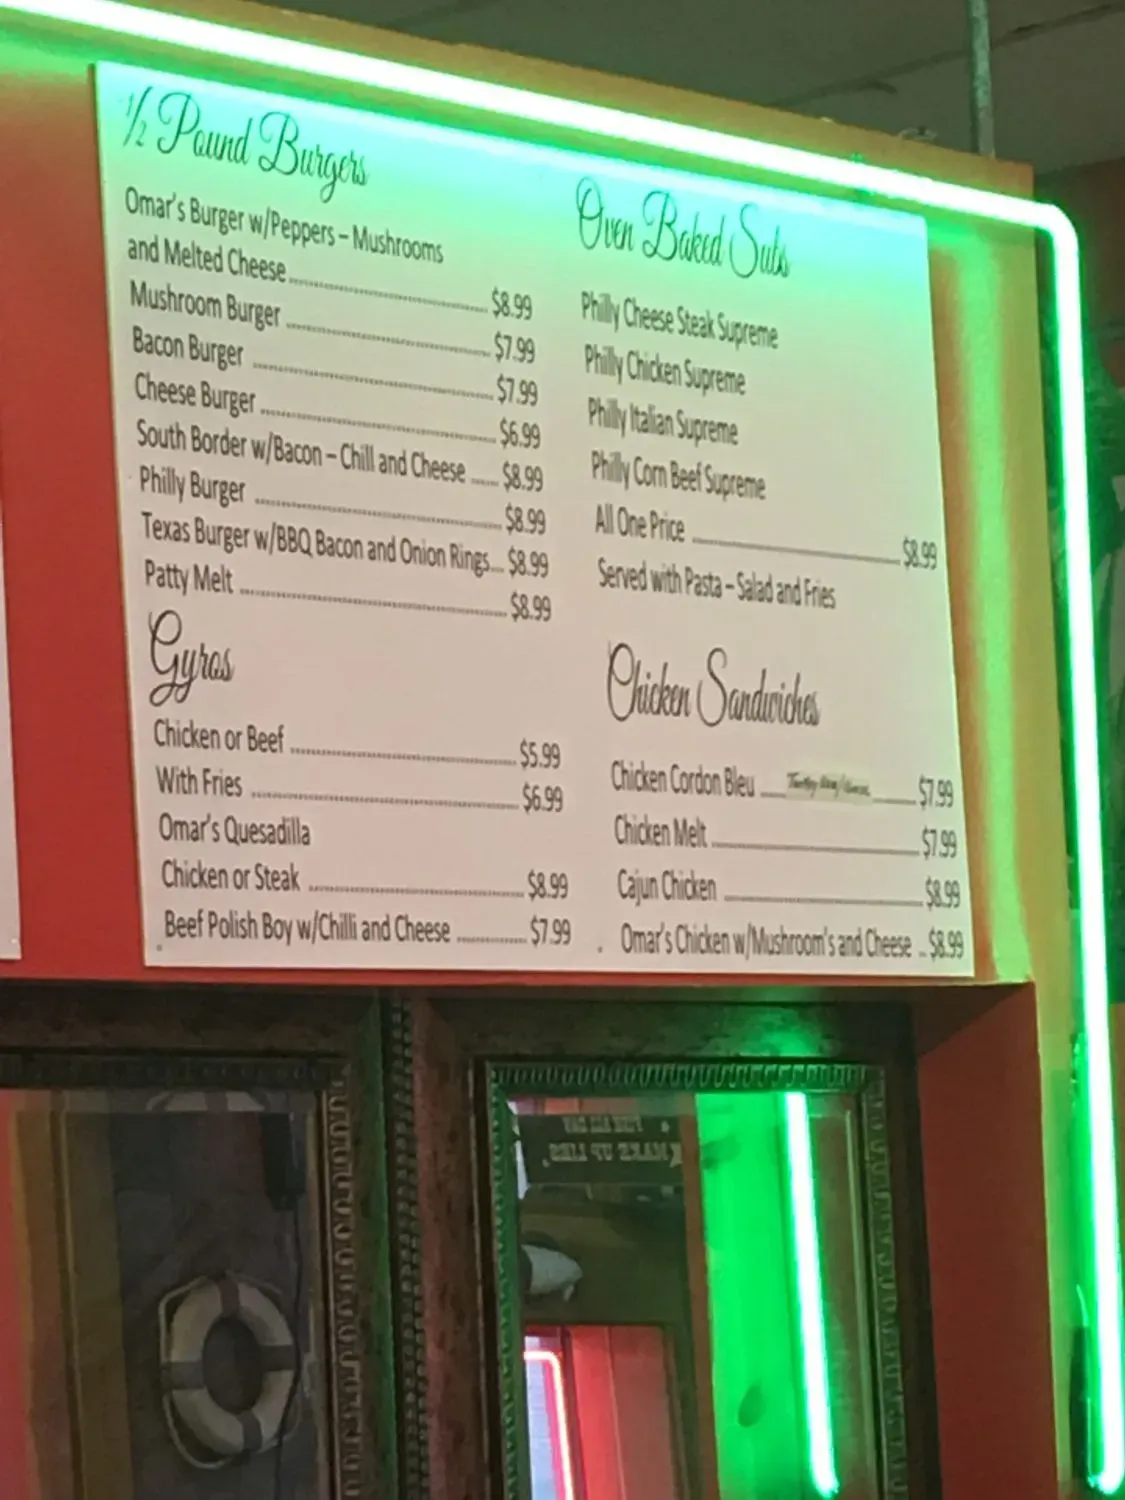 ½ Pound Burgers
Omar's Burger w/Peppers – Mushrooms
and Melted Cheese $8.99
Mushroom Burger $7.99
Bacon Burger $7.99
Cheese Burger $6.99
South Border w/Bacon – Chill and Cheese $8.99
Philly Burger $8.99
Texas Burger w/BBQ Bacon and Onion Rings $8.99
Patty Melt $8.99
Gyros
Chicken or Beef $5.99
With Fries $6.99
Omar's Quesadilla
Chicken or Steak $8.99
Beef Polish Boy w/Chilli and Cheese $7.99
Oven Baked Subs
Philly Cheese Steak Supreme
Philly Chicken Supreme
Philly Italian Supreme
Philly Corn Beef Supreme
All One Price $8.99
Served with Pasta – Salad and Fries
Chicken Sandwiches
Chicken Cordon Bleu $7.99
Chicken Melt $7.99
Cajun Chicken $8.99
Omar's Chicken w/Mushroom's and Cheese $8.99
MAKE UP LIES